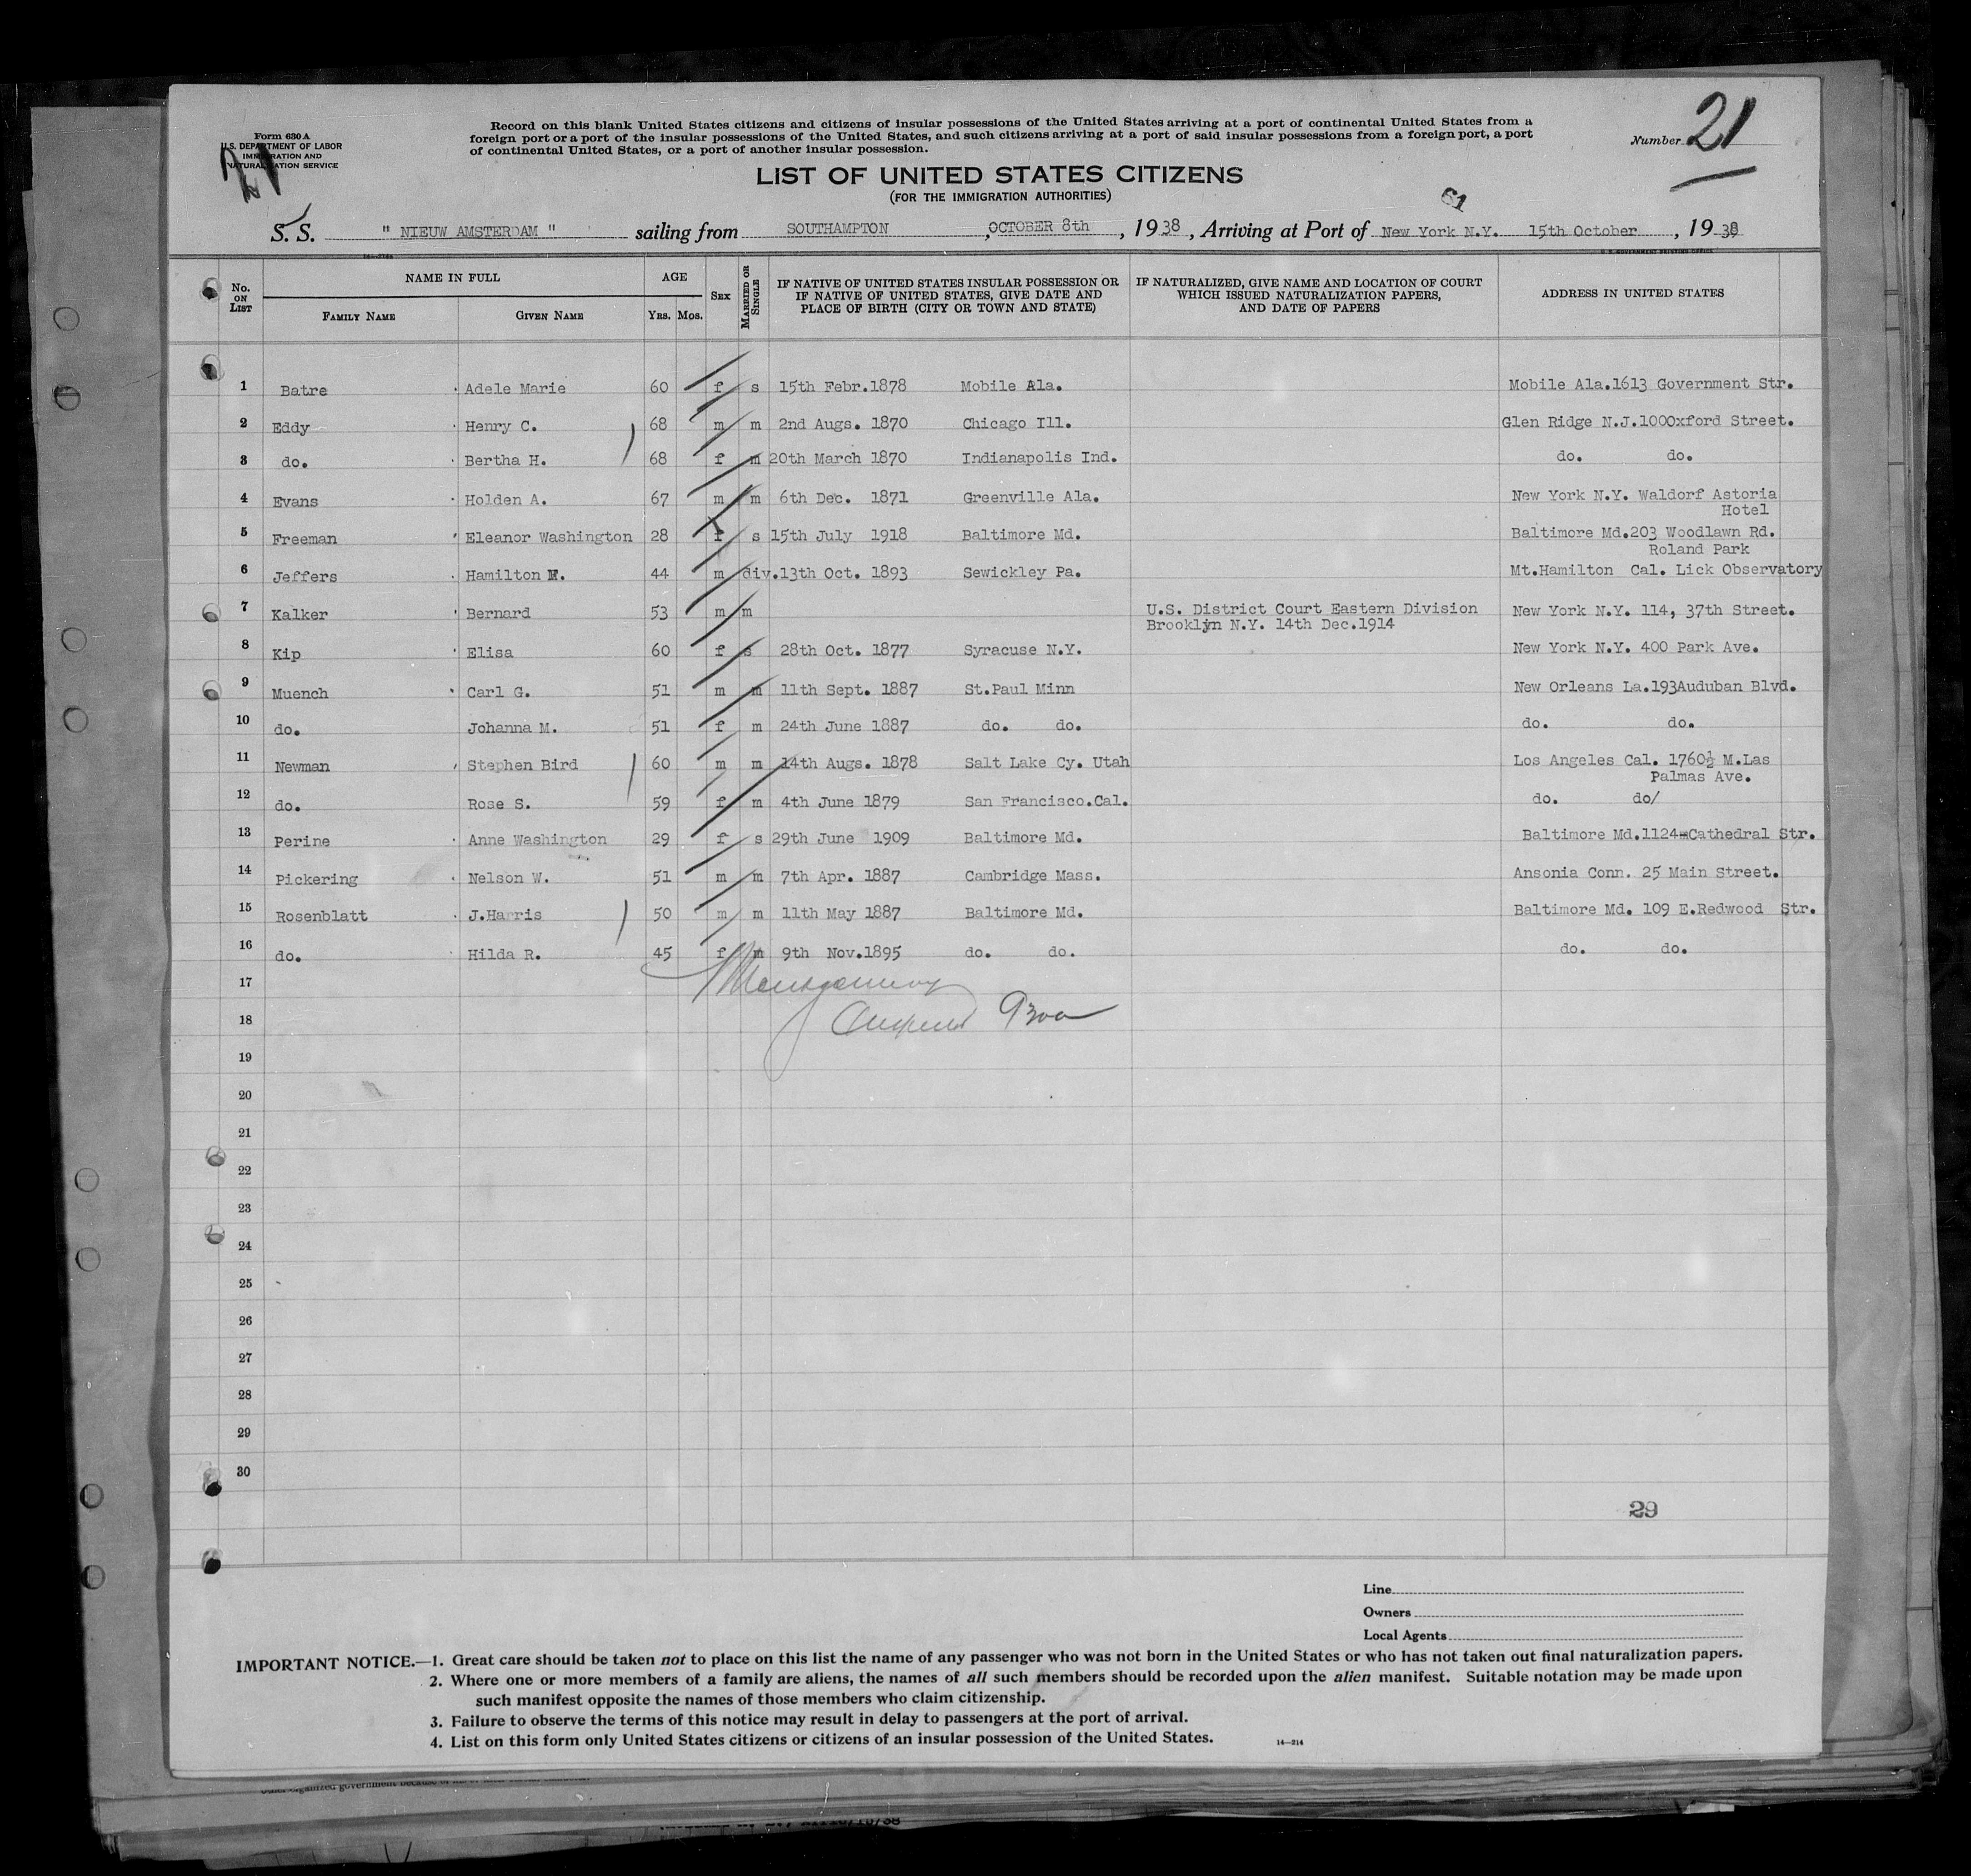 Form 630 A
U.S. DEPARTMENT OF LABOR
IMMIGRATION AND
NATURALIZATION SERVICE
21
Record on this blank United States citizens and citizens of insular possessions of the United States arriving at a port of continental United States from a
foreign port or a port of the insular possessions of the United States, and such citizens arriving at a port of said insular possessions from a foreign port, a port
of continental United States, or a port of another insular possession.
Number 21
LIST OF UNITED STATES CITIZENS
(FOR THE IMMIGRATION AUTHORITIES)
61
S. S. " NIEUW AMSTERDAM " sailing from SOUTHAMPTON , OCTOBER 8th , 19 38 , Arriving at Port of New York N.Y. 15th October , 19 38
14-214a U.S. GOVERNMENT PRINTING OFFICE
No. ON LIST NAME IN FULL FAMILY NAME GIVEN NAME AGE YRS. MOS. SEX MARRIED OR SINGLE IF NATIVE OF UNITED STATES INSULAR POSSESSION OR IF NATIVE OF UNITED STATES, GIVE DATE AND PLACE OF BIRTH (CITY OR TOWN AND STATE) IF NATURALIZED, GIVE NAME AND LOCATION OF COURT WHICH ISSUED NATURALIZATION PAPERS, AND DATE OF PAPERS ADDRESS IN UNITED STATES
1 Batre Adele Marie 60 f s 15th Febr.1878 Mobile Ala. Mobile Ala.1613 Government Str.
2 Eddy Henry C. 68 m m 2nd Augs. 1870 Chicago Ill. Glen Ridge N.J.100Oxford Street.
3 do. Bertha H. 68 f m 20th March 1870 Indianapolis Ind. do. do.
4 Evans Holden A. 67 m m 6th Dec. 1871 Greenville Ala. New York N.Y. Waldorf Astoria
Hotel
5 Freeman Eleanor Washington 28 f s 15th July 1918 Baltimore Md. Baltimore Md.203 Woodlawn Rd.
Roland Park
6 Jeffers Hamilton 44 m div. 13th Oct. 1893 Sewickley Pa. Mt.Hamilton Cal. Lick Observatory
7 Kalker Bernard 53 m m U.S. District Court Eastern Division New York N.Y. 114, 37th Street.
Brooklyn N.Y. 14th Dec.1914
8 Kip Elisa 60 f s 28th Oct. 1877 Syracuse N.Y. New York N.Y. 400 Park Ave.
9 Muench Carl G. 51 m m 11th Sept. 1887 St.Paul Minn New Orleans La.193Auduban Blvd.
10 do. Johanna M. 51 f m 24th June 1887 do. do. do. do.
11 Newman Stephen Bird 60 m m 14th Augs. 1878 Salt Lake Cy. Utah Los Angeles Cal. 1760½ M.Las
Palmas Ave.
12 do. Rose S. 59 f m 4th June 1879 San Francisco.Cal. do. do/
13 Perine Anne Washington 29 f s 29th June 1909 Baltimore Md. Baltimore Md.1124 Cathedral Str.
14 Pickering Nelson W. 51 m m 7th Apr. 1887 Cambridge Mass. Ansonia Conn. 25 Main Street.
15 Rosenblatt J.Harris 50 m m 11th May 1887 Baltimore Md. Baltimore Md. 109 E.Redwood Str.
16 do. Hilda R. 45 f m 9th Nov.1895 do. do. do. do.
17 Montgomery
18
19
20
21
22
23
24
25
26
27
28
29
30
29
Line
Owners
Local Agents
IMPORTANT NOTICE.—1. Great care should be taken not to place on this list the name of any passenger who was not born in the United States or who has not taken out final naturalization papers.
2. Where one or more members of a family are aliens, the names of all such members should be recorded upon the alien manifest. Suitable notation may be made upon
such manifest opposite the names of those members who claim citizenship.
3. Failure to observe the terms of this notice may result in delay to passengers at the port of arrival.
4. List on this form only United States citizens or citizens of an insular possession of the United States. 14—214